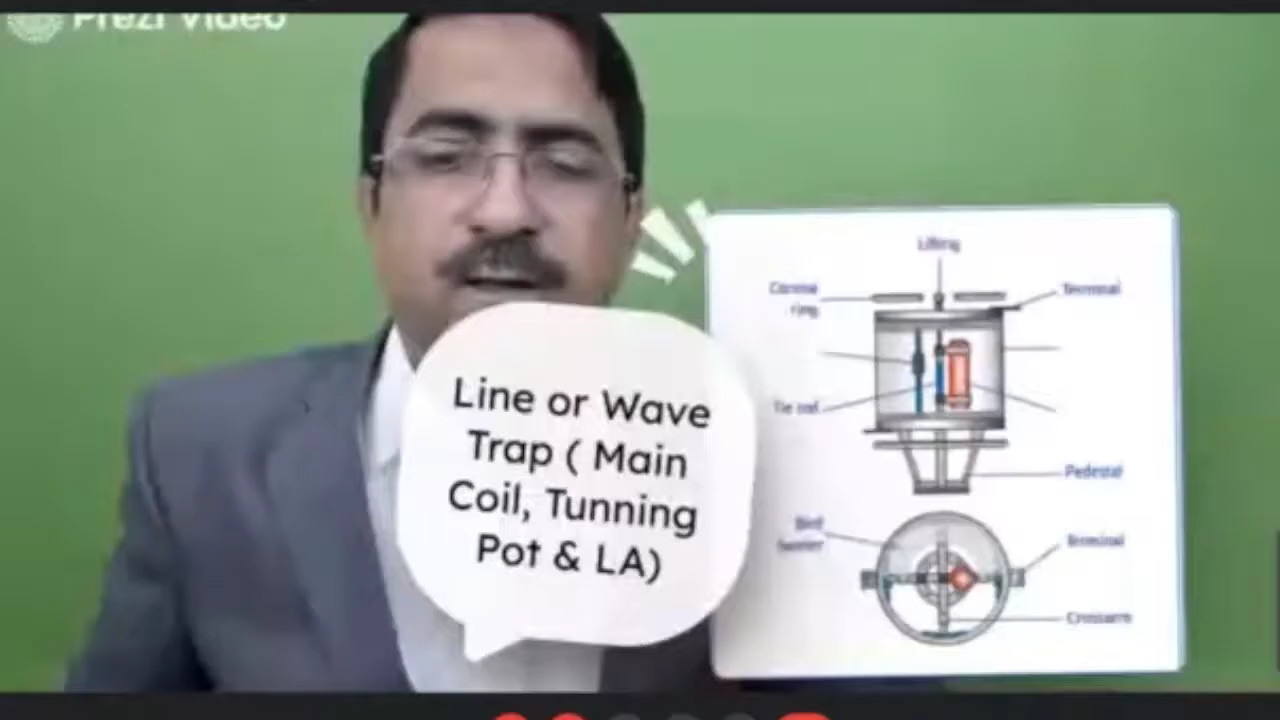 Prezi Video
Line or Wave
Trap ( Main
Coil, Tunning
Pot & LA)
Lifting
Corona
ring
Terminal
Tie rod
Pedestal
Bird
barrier
Terminal
Crossarm